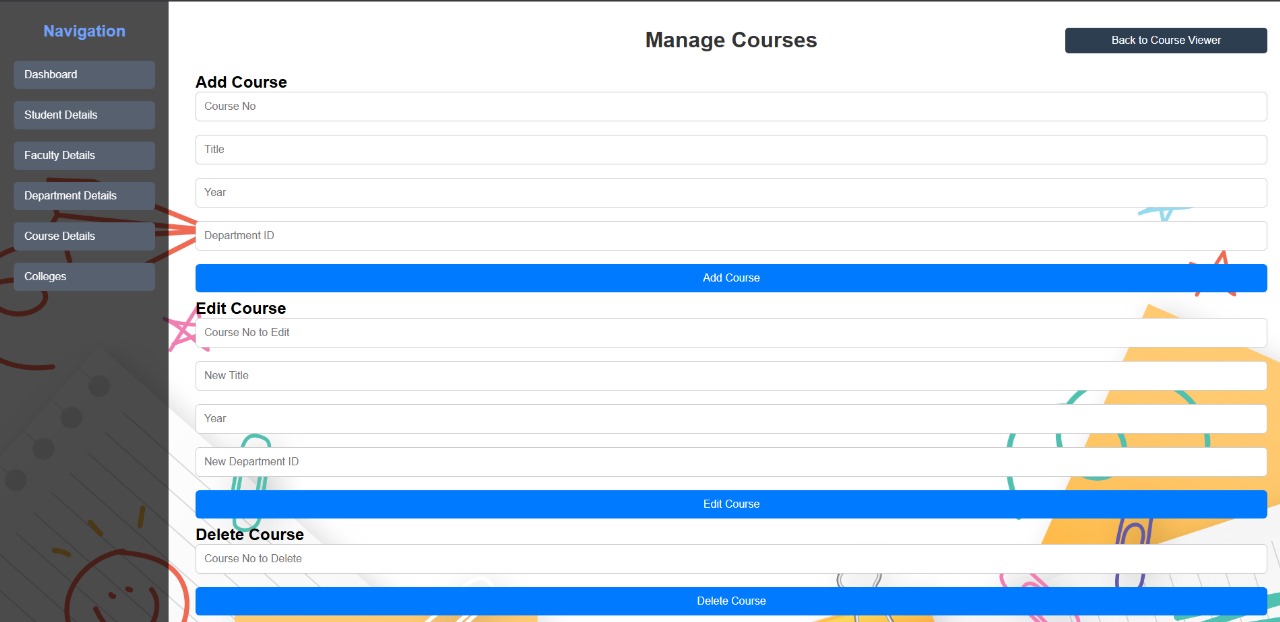 Navigation
Dashboard
Student Details
Faculty Details
Department Details
Course Details
Colleges
Manage Courses
Back to Course Viewer
Add Course
Course No
Title
Year
Department ID
Add Course
Edit Course
Course No to Edit
New Title
Year
New Department ID
Edit Course
Delete Course
Course No to Delete
Delete Course